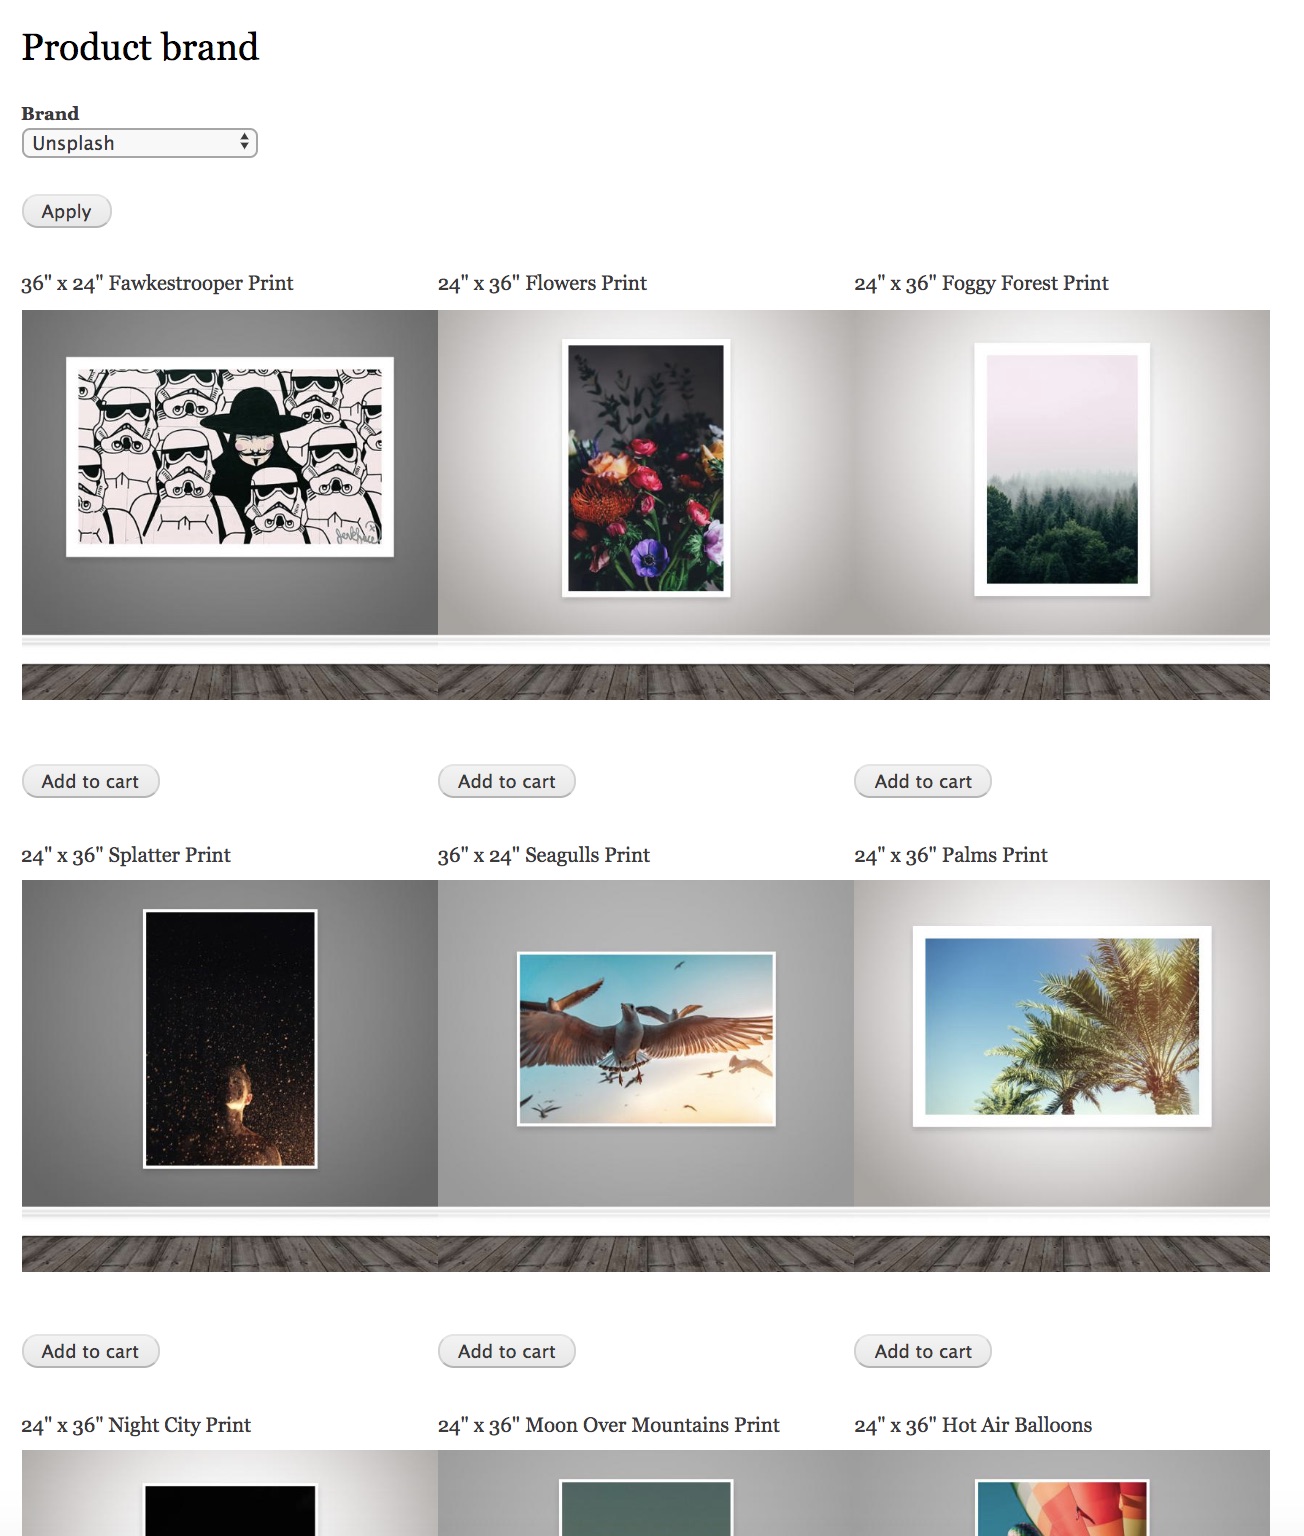 Product brand
Brand
Unsplash
Apply
36" x 24" Fawkestrooper Print
24" x 36" Flowers Print
24" x 36" Foggy Forest Print
Add to cart
Add to cart
Add to cart
24" x 36" Splatter Print
36" x 24" Seagulls Print
24" x 36" Palms Print
Add to cart
Add to cart
Add to cart
24" x 36" Night City Print
24" x 36" Moon Over Mountains Print
24" x 36" Hot Air Balloons